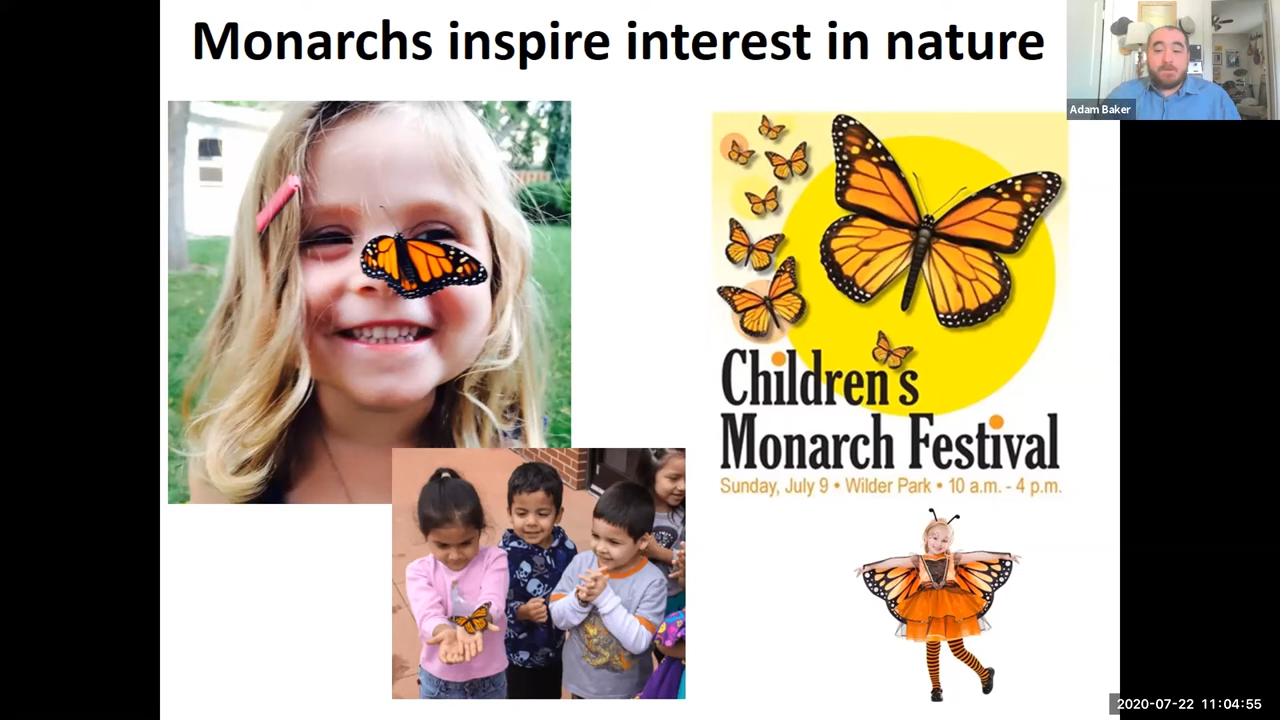 Monarchs inspire interest in nature
Adam Baker
Children's
Monarch Festival
Sunday, July 9 • Wilder Park • 10 a.m. - 4 p.m.
2020-07-22 11:04:55